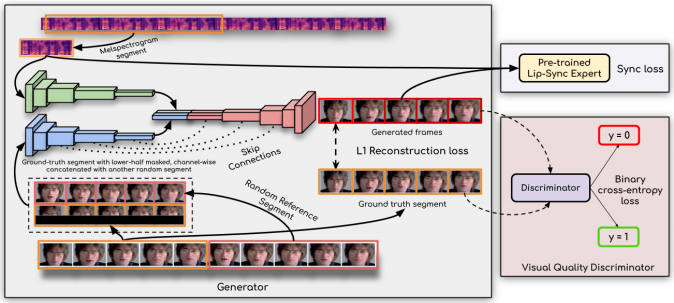 Melspectrogram
segment
Pre-trained
Lip-Sync Expert
Sync loss
Generated frames
L1 Reconstruction loss
Skip
Connections
Ground-truth segment with lower-half masked, channel-wise
concatenated with another random segment
Random Reference
Segment
Ground truth segment
y = 0
Discriminator
Binary
cross-entropy
loss
y = 1
Generator
Visual Quality Discriminator